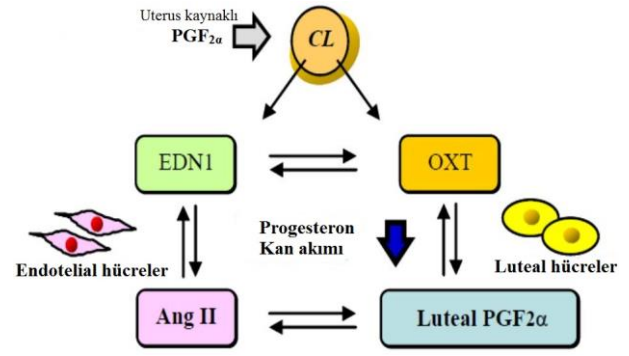 Uterus kaynaklı
PGF2α
CL
EDN1
OXT
Progesteron
Kan akımı
Endotelial hücreler
Luteal hücreler
Ang II
Luteal PGF2α